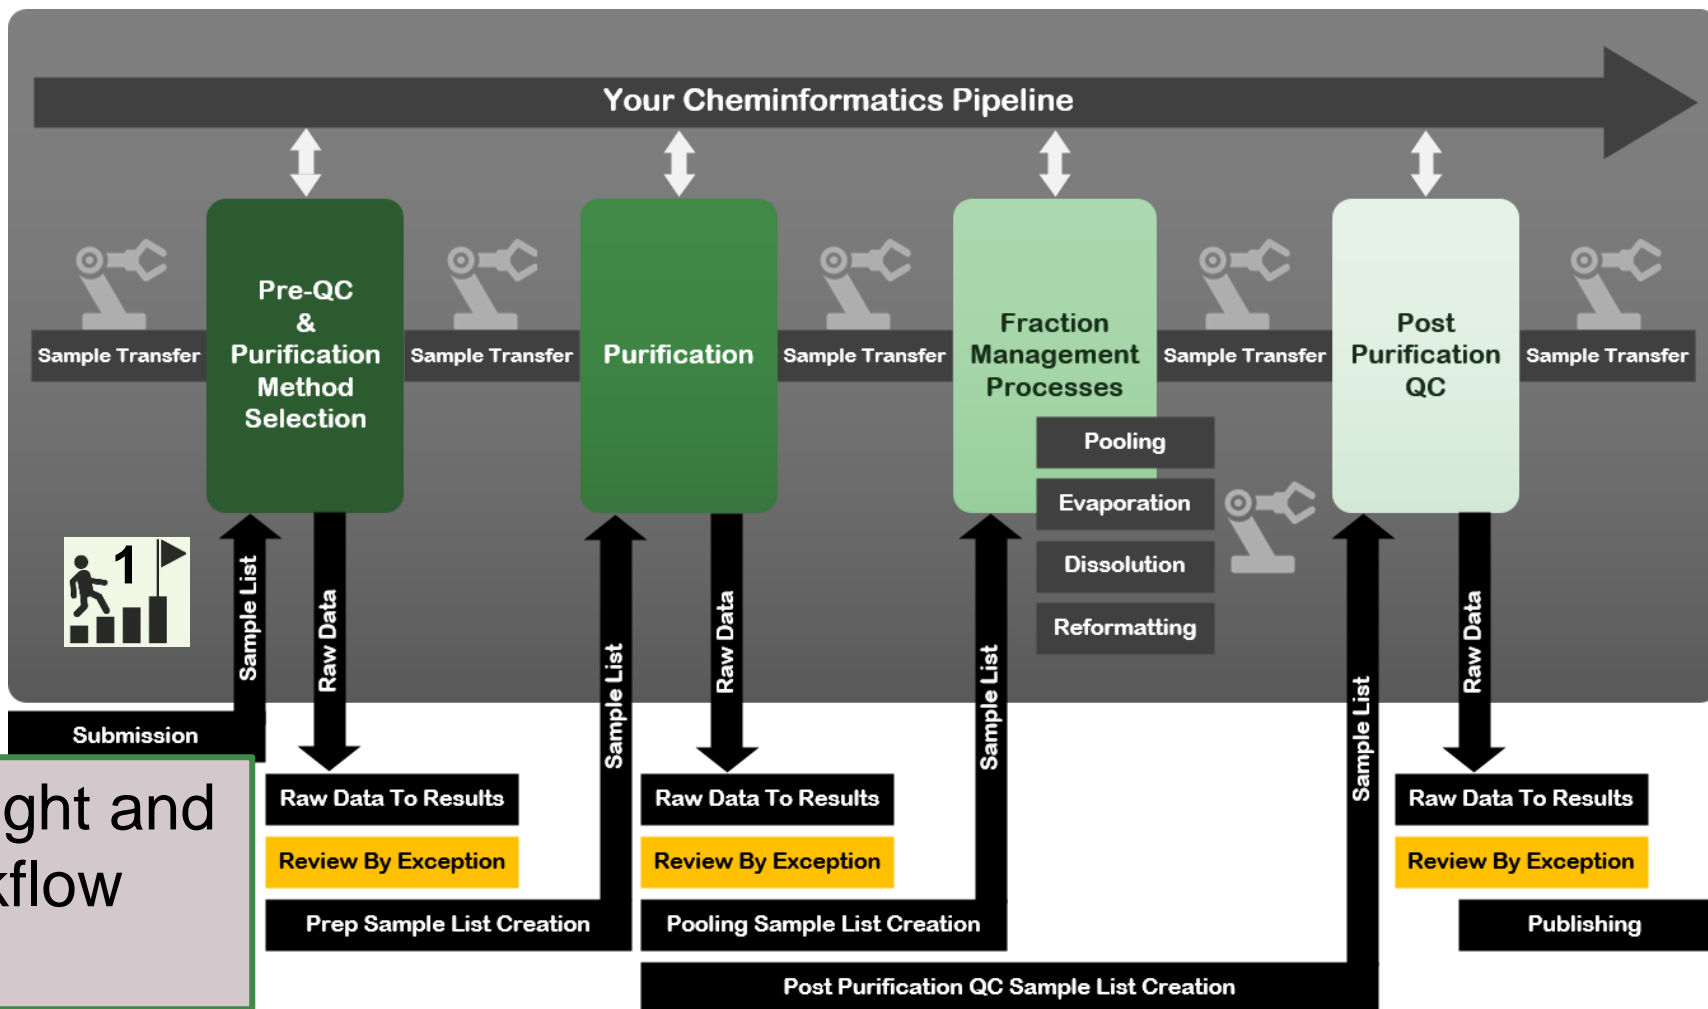 Your Cheminformatics Pipeline
Sample Transfer
Pre-QC
&
Purification
Method
Selection
Sample Transfer
Purification
Sample Transfer
Fraction
Management
Processes
Sample Transfer
Post
Purification
QC
Sample Transfer
Pooling
Evaporation
Dissolution
Reformatting
1
Sample List
Raw Data
Sample List
Raw Data
Sample List
Sample List
Raw Data
Submission
ght and
kflow
Raw Data To Results
Review By Exception
Prep Sample List Creation
Raw Data To Results
Review By Exception
Pooling Sample List Creation
Post Purification QC Sample List Creation
Raw Data To Results
Review By Exception
Publishing